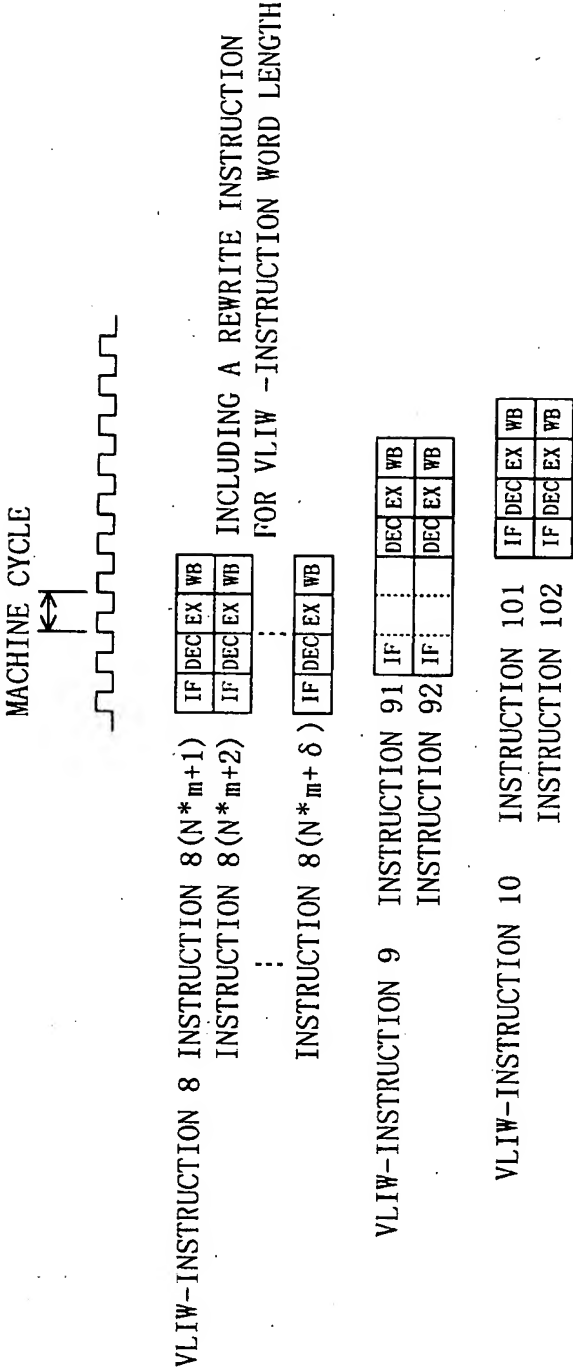 MACHINE CYCLE
VLIW-INSTRUCTION 8 INSTRUCTION 8(N*m+1) IF DEC EX WB
INSTRUCTION 8(N*m+2) IF DEC EX WB
INCLUDING A REWRITE INSTRUCTION
FOR VLIW -INSTRUCTION WORD LENGTH
INSTRUCTION 8(N*m+ δ) IF DEC EX WB
VLIW-INSTRUCTION 9 INSTRUCTION 91 IF DEC EX WB
INSTRUCTION 92 IF DEC EX WB
VLIW-INSTRUCTION 10 INSTRUCTION 101 IF DEC EX WB
INSTRUCTION 102 IF DEC EX WB